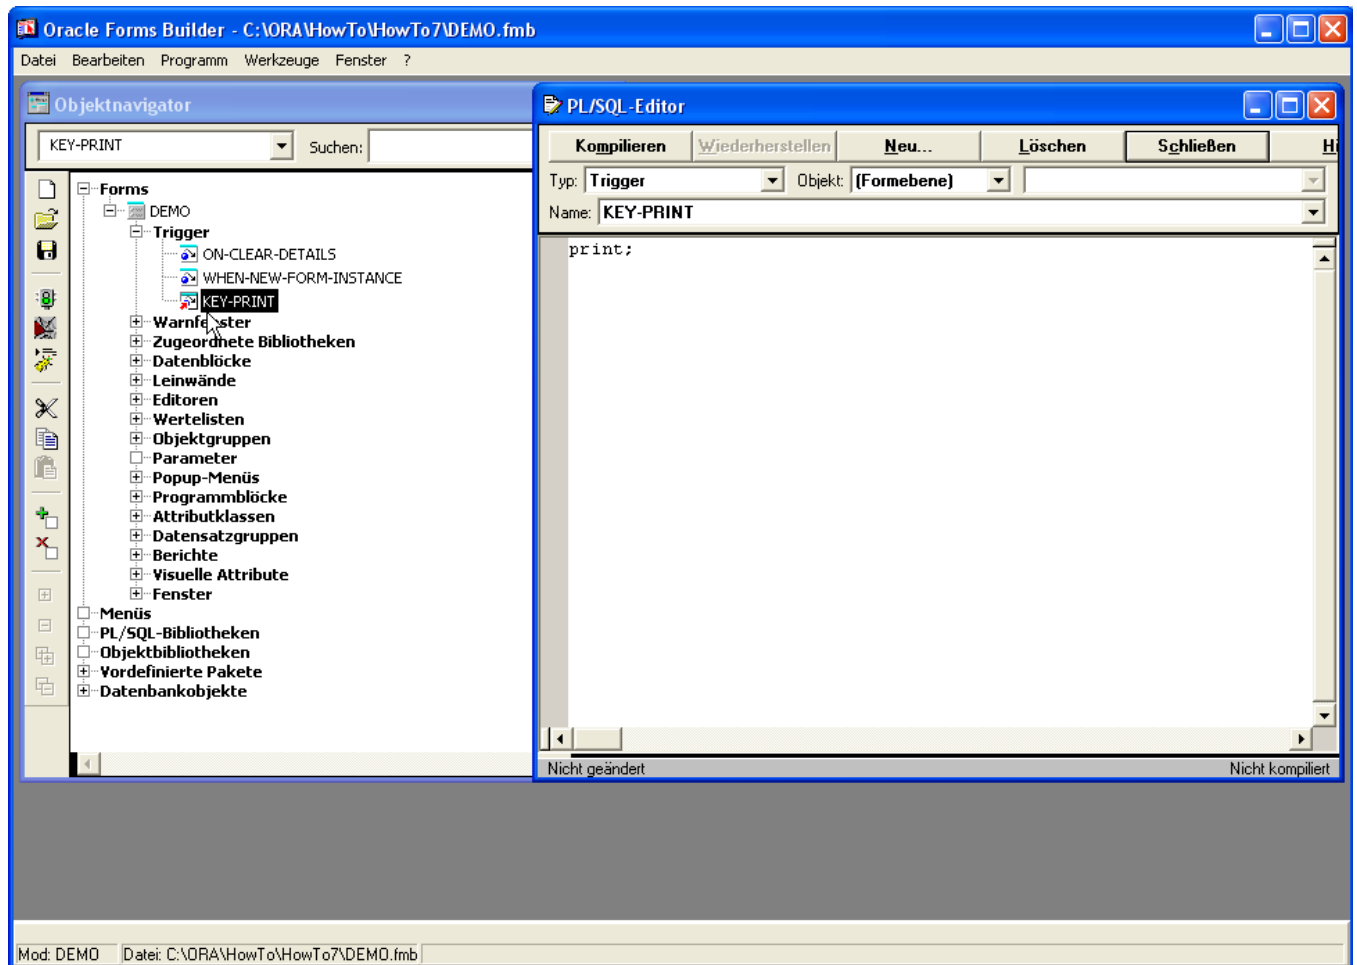 Oracle Forms Builder - C:\ORA\HowTo\HowTo7\DEMO.fmb
Datei Bearbeiten Programm Werkzeuge Fenster ?
Objektnavigator
KEY-PRINT
Suchen:
Forms
DEMO
Trigger
ON-CLEAR-DETAILS
WHEN-NEW-FORM-INSTANCE
KEY-PRINT
Warnfenster
Zugeordnete Bibliotheken
Datenblöcke
Leinwände
Editoren
Wertelisten
Objektgruppen
Parameter
Popup-Menüs
Programmblöcke
Attributklassen
Datensatzgruppen
Berichte
Visuelle Attribute
Fenster
Menüs
PL/SQL-Bibliotheken
Objektbibliotheken
Vordefinierte Pakete
Datenbankobjekte
PL/SQL-Editor
Kompilieren Wiederherstellen Neu... Löschen Schließen Hi
Typ: Trigger Objekt: (Formebene)
Name: KEY-PRINT
print;
Nicht geändert Nicht kompiliert
Mod: DEMO Datei: C:\ORA\HowTo\HowTo7\DEMO.fmb